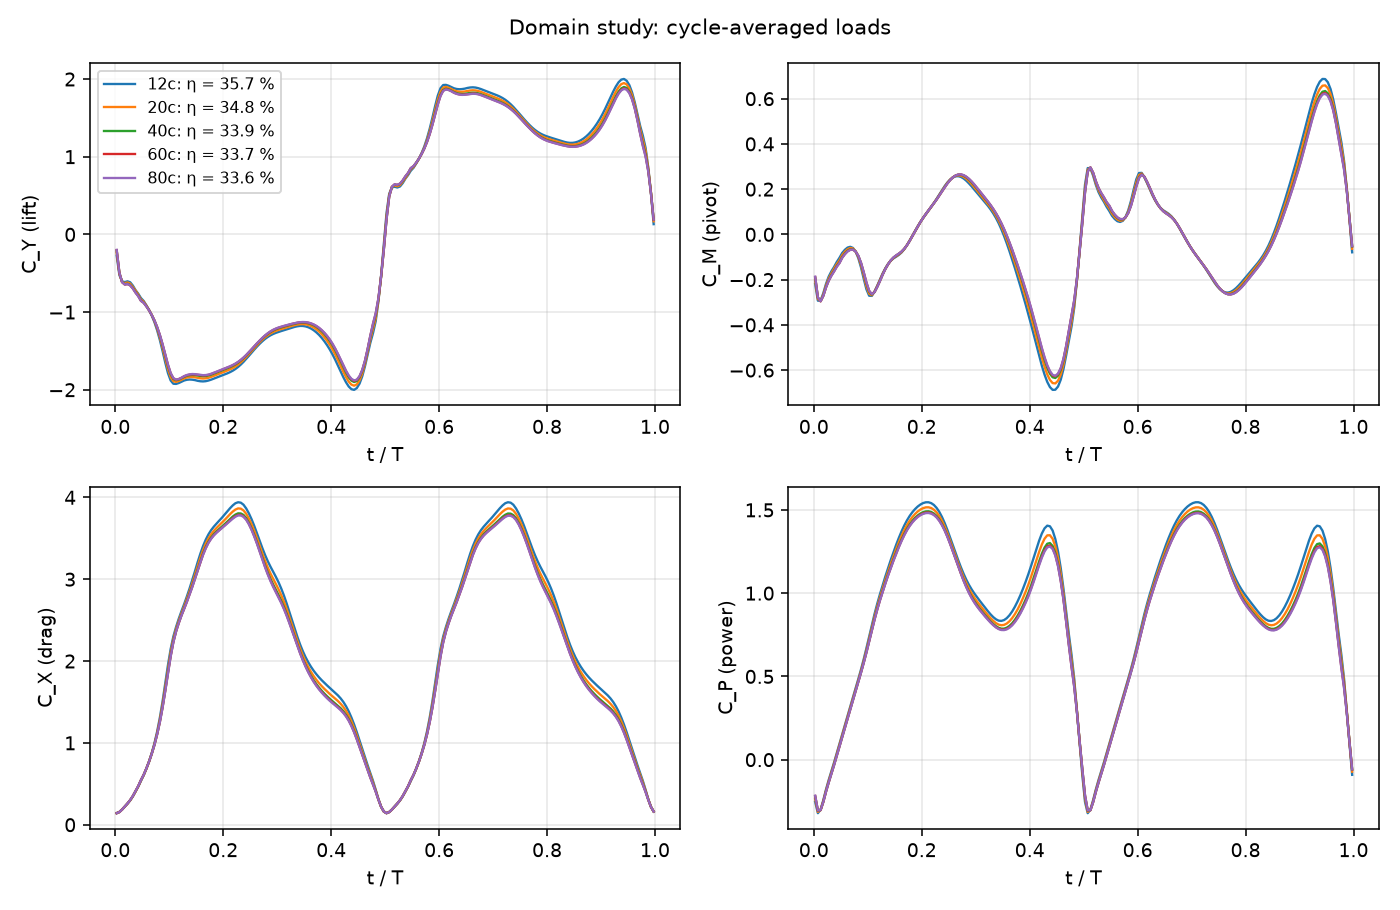 Domain study: cycle-averaged loads
C_Y (lift)
2
1
0
−1
−2
12c: η = 35.7 %
20c: η = 34.8 %
40c: η = 33.9 %
60c: η = 33.7 %
80c: η = 33.6 %
0.0 0.2 0.4 0.6 0.8 1.0
t / T
C_M (pivot)
0.6
0.4
0.2
0.0
−0.2
−0.4
−0.6
0.0 0.2 0.4 0.6 0.8 1.0
t / T
C_X (drag)
4
3
2
1
0
0.0 0.2 0.4 0.6 0.8 1.0
t / T
C_P (power)
1.5
1.0
0.5
0.0
0.0 0.2 0.4 0.6 0.8 1.0
t / T